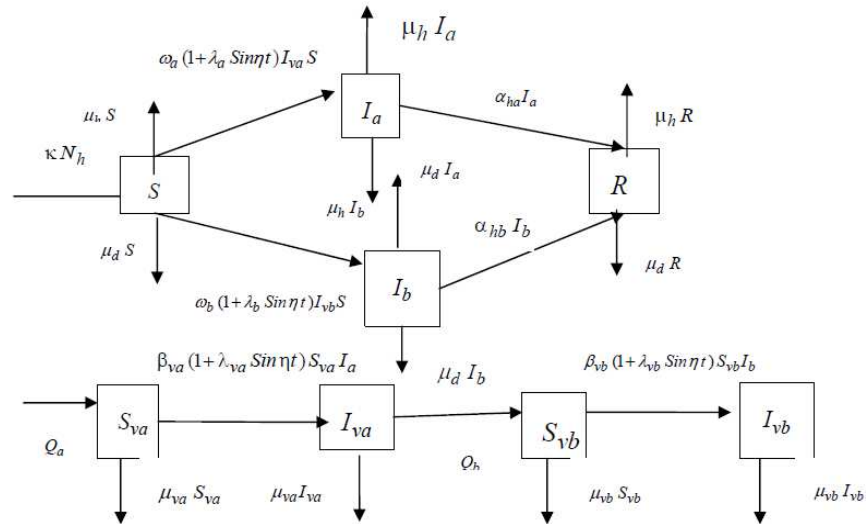 μ_h I_a
ω_a (1+λ_a Sinηt) I_va S
I_a
α_ha I_a
μ_h S
μ_h R
κ N_h
S
R
μ_d I_a
μ_h I_b
α_hb I_b
μ_d S
I_b
μ_d R
ω_b (1+λ_b Sinηt) I_vb S
β_va (1+λ_va Sinηt) S_va I_a
μ_d I_b
β_vb (1+λ_vb Sinηt) S_vb I_b
S_va
I_va
S_vb
I_vb
Q_a
Q_b
μ_va S_va
μ_va I_va
μ_vb S_vb
μ_vb I_vb